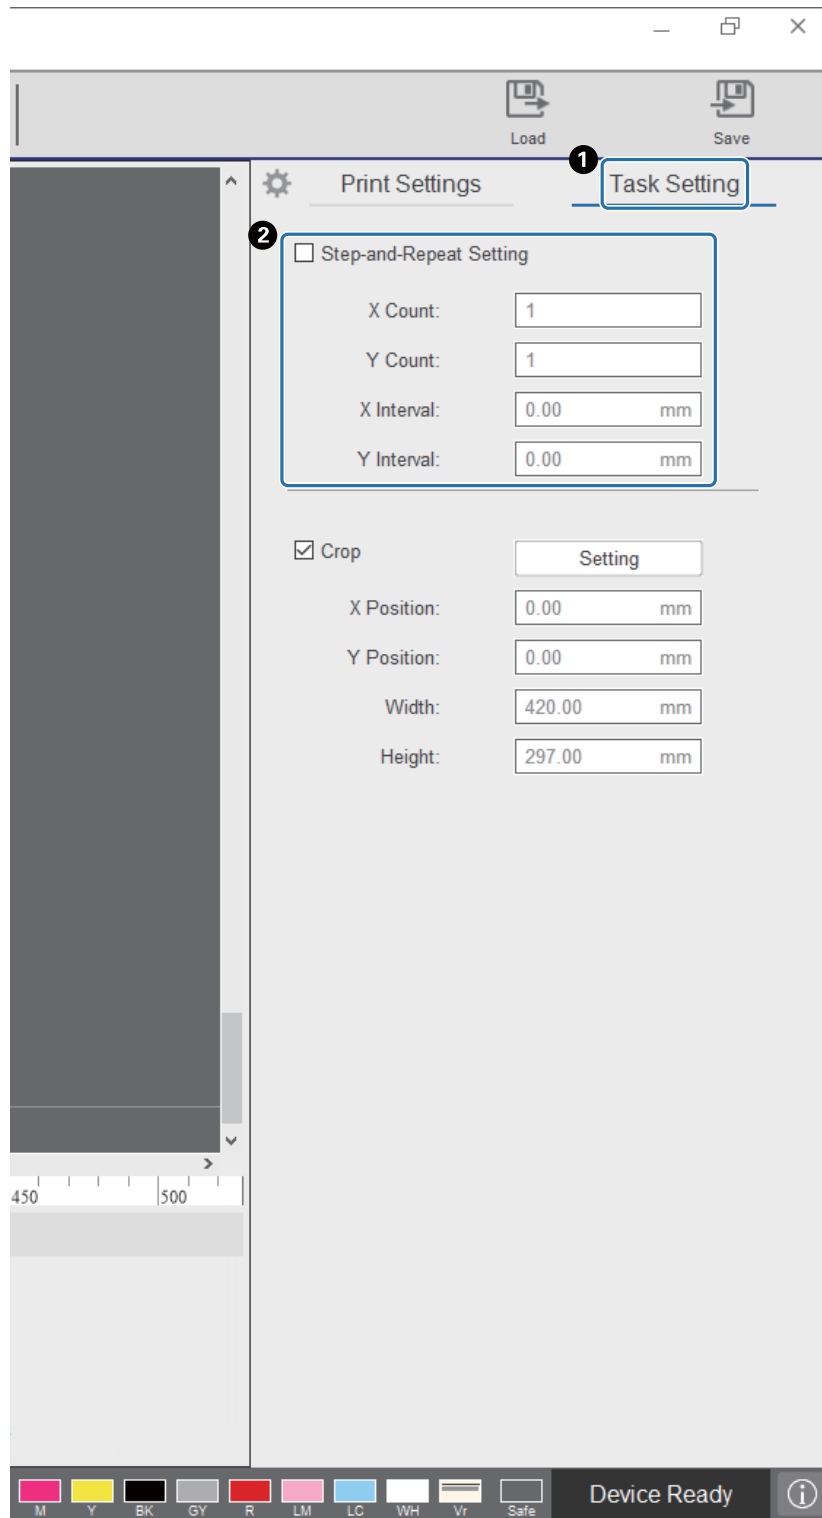 Load
Save
1
Print Settings
Task Setting
2
Step-and-Repeat Setting
X Count:
1
Y Count:
1
X Interval:
0.00 mm
Y Interval:
0.00 mm
Crop
Setting
X Position:
0.00 mm
Y Position:
0.00 mm
Width:
420.00 mm
Height:
297.00 mm
450
500
M
Y
BK
GY
R
LM
LC
WH
Vr
Safe
Device Ready